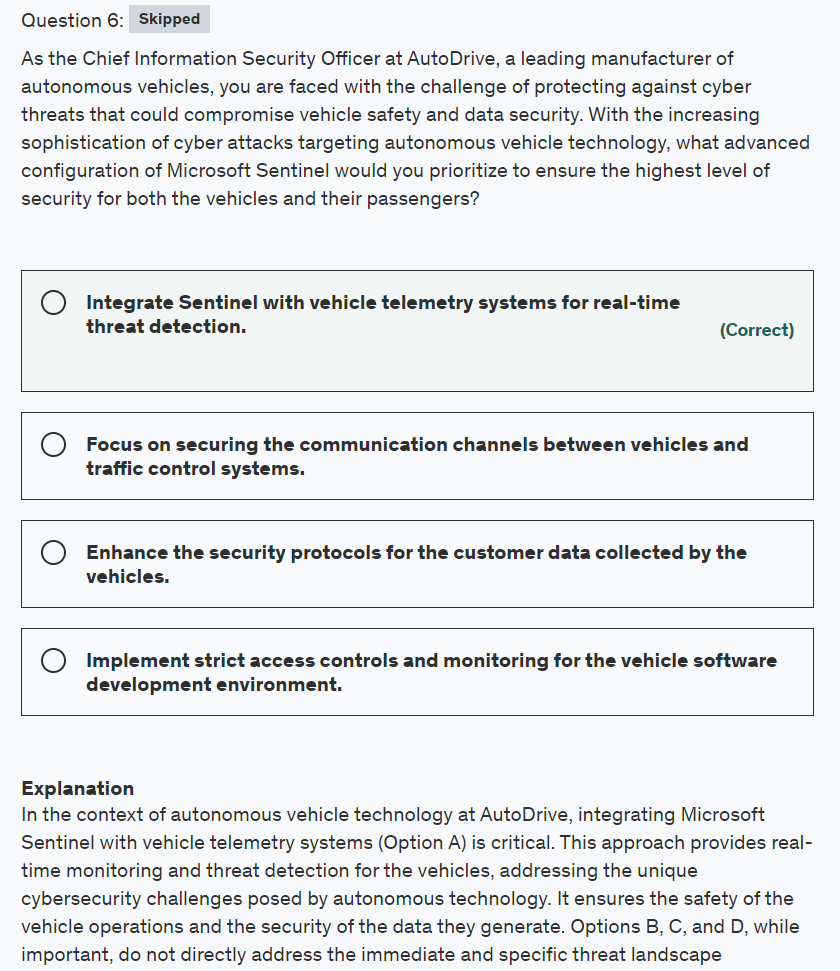 Question 6: Skipped
As the Chief Information Security Officer at AutoDrive, a leading manufacturer of
autonomous vehicles, you are faced with the challenge of protecting against cyber
threats that could compromise vehicle safety and data security. With the increasing
sophistication of cyber attacks targeting autonomous vehicle technology, what advanced
configuration of Microsoft Sentinel would you prioritize to ensure the highest level of
security for both the vehicles and their passengers?
Integrate Sentinel with vehicle telemetry systems for real-time
threat detection.
(Correct)
Focus on securing the communication channels between vehicles and
traffic control systems.
Enhance the security protocols for the customer data collected by the
vehicles.
Implement strict access controls and monitoring for the vehicle software
development environment.
Explanation
In the context of autonomous vehicle technology at AutoDrive, integrating Microsoft
Sentinel with vehicle telemetry systems (Option A) is critical. This approach provides real-
time monitoring and threat detection for the vehicles, addressing the unique
cybersecurity challenges posed by autonomous technology. It ensures the safety of the
vehicle operations and the security of the data they generate. Options B, C, and D, while
important, do not directly address the immediate and specific threat landscape